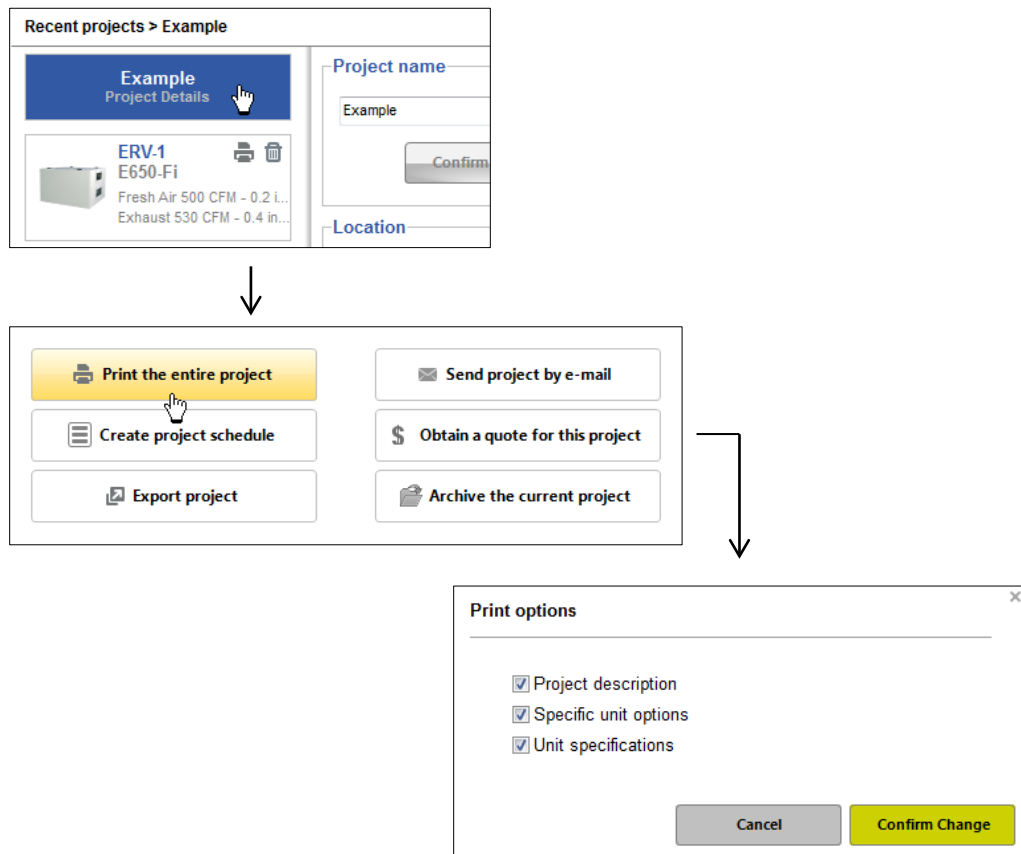 Recent projects > Example
Example
Project Details
Project name
Example
Confirm
ERV-1
E650-Fi
Fresh Air 500 CFM - 0.2 i...
Exhaust 530 CFM - 0.4 in...
Location
Print the entire project
Send project by e-mail
Create project schedule
$ Obtain a quote for this project
Export project
Archive the current project
Print options
×
Project description
Specific unit options
Unit specifications
Cancel
Confirm Change